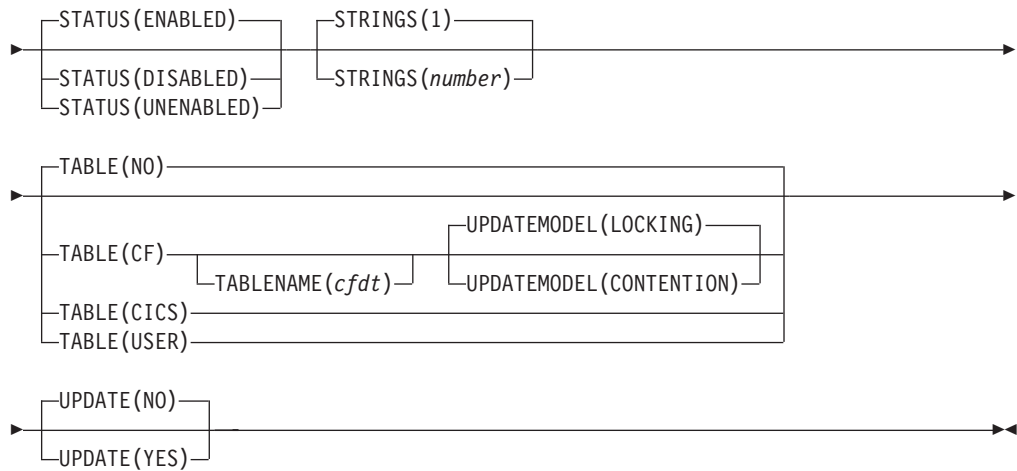 STATUS(ENABLED) STRINGS(1)
STATUS(DISABLED) STRINGS(number)
STATUS(UNENABLED)
TABLE(NO)
UPDATEMODEL(LOCKING)
TABLE(CF)
TABLENAME(cfdt) UPDATEMODEL(CONTENTION)
TABLE(CICS)
TABLE(USER)
UPDATE(NO)
UPDATE(YES)